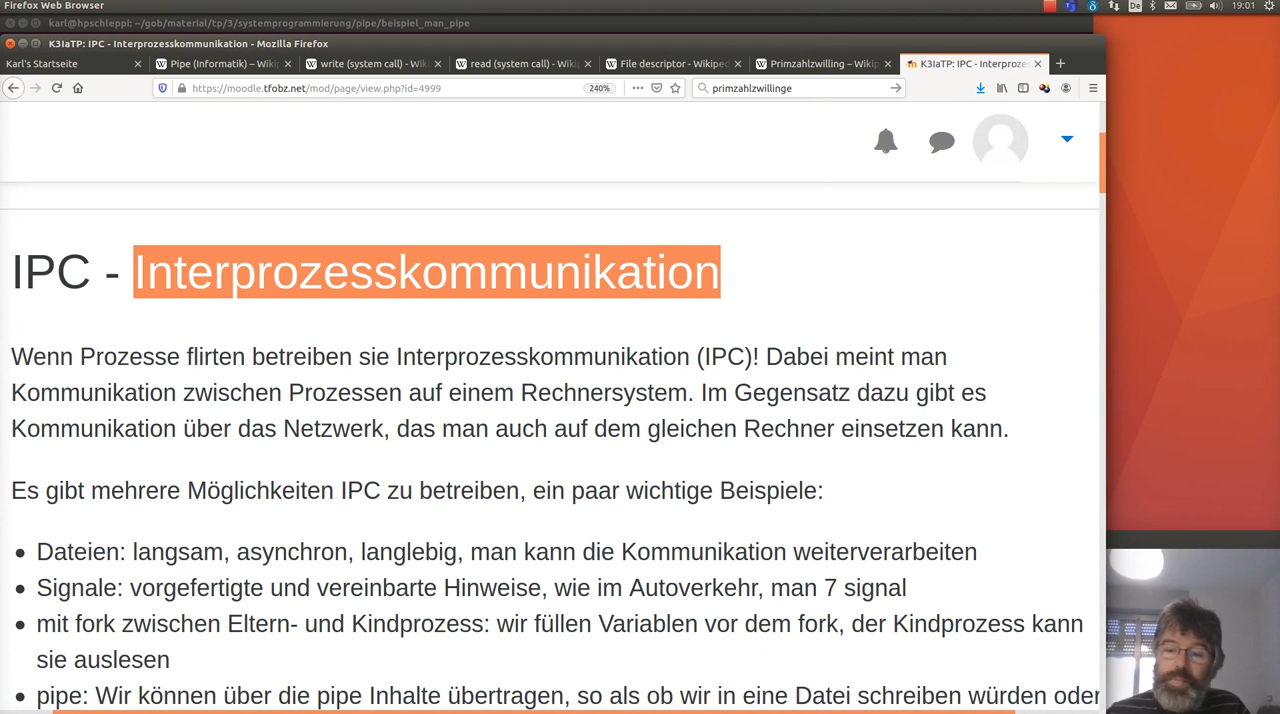 Firefox Web Browser
De
19:01
karl@hpschleppi: ~/gob/material/tp/3/systemprogrammierung/pipe/beispiel_man_pipe
K3IaTP: IPC - Interprozesskommunikation - Mozilla Firefox
Karl's Startseite
Pipe (Informatik) – Wiki
write (system call) - Wiki
read (system call) - Wikip
File descriptor - Wikiped
Primzahlzwilling – Wikip
K3IaTP: IPC - Interprozes
https://moodle.tfobz.net/mod/page/view.php?id=4999
240%
primzahlzwillinge
IPC - Interprozesskommunikation
Wenn Prozesse flirten betreiben sie Interprozesskommunikation (IPC)! Dabei meint man
Kommunikation zwischen Prozessen auf einem Rechnersystem. Im Gegensatz dazu gibt es
Kommunikation über das Netzwerk, das man auch auf dem gleichen Rechner einsetzen kann.
Es gibt mehrere Möglichkeiten IPC zu betreiben, ein paar wichtige Beispiele:
• Dateien: langsam, asynchron, langlebig, man kann die Kommunikation weiterverarbeiten
• Signale: vorgefertigte und vereinbarte Hinweise, wie im Autoverkehr, man 7 signal
• mit fork zwischen Eltern- und Kindprozess: wir füllen Variablen vor dem fork, der Kindprozess kann
sie auslesen
• pipe: Wir können über die pipe Inhalte übertragen, so als ob wir in eine Datei schreiben würden oder